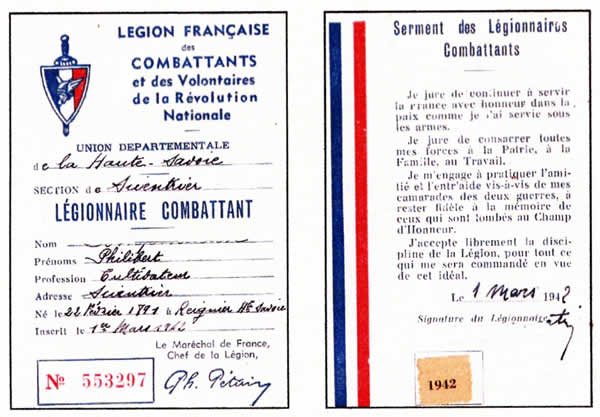 LEGION FRANÇAISE
des
COMBATTANTS
et des Volontaires
de la Révolution
Nationale
UNION DEPARTEMENTALE
de la Haute-Savoie
SECTION de Scientrier
LÉGIONNAIRE COMBATTANT
Nom
Prénoms Philibert
Profession Cultivateur
Adresse Scientrier
Né le 22 février 1891 à Reignier Hte Savoie
Inscrit le 1er Mars 1942
Le Maréchal de France,
Chef de la Légion,
Nº 553297
Ph. Pétain
Serment des Légionnaires
Combattants
Je jure de continuer à servir
la France avec honneur dans la
paix comme je l'ai servie sous
les armes.
Je jure de consacrer toutes
mes forces à la Patrie, à la
Famille, au Travail.
Je m'engage à pratiquer l'ami-
tié et l'entr'aide vis-à-vis de mes
camarades des deux guerres, à
rester fidèle à la mémoire de
ceux qui sont tombés au Champ
d'Honneur.
J'accepte librement la disci-
pline de la Légion, pour tout ce
qui me sera commandé en vue
de cet idéal.
Le 1 Mars 1942
Signature du Légionnaire
1942